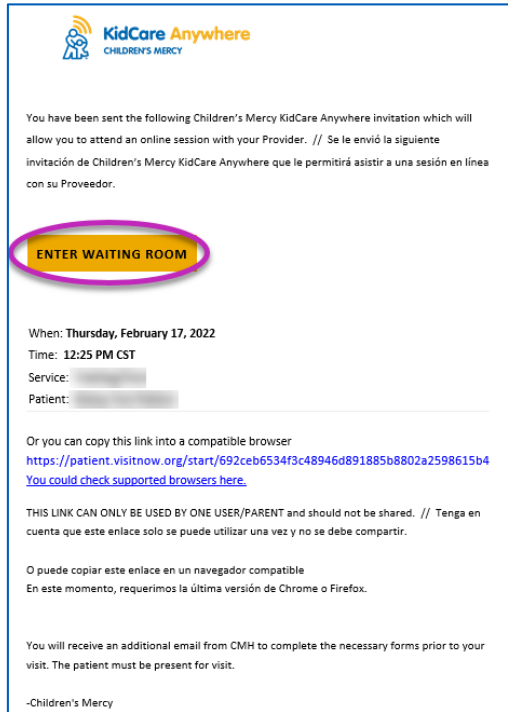 KidCare Anywhere
CHILDREN'S MERCY
You have been sent the following Children's Mercy KidCare Anywhere invitation which will
allow you to attend an online session with your Provider. // Se le envió la siguiente
invitación de Children's Mercy KidCare Anywhere que le permitirá asistir a una sesión en línea
con su Proveedor.
ENTER WAITING ROOM
When: Thursday, February 17, 2022
Time: 12:25 PM CST
Service:
Patient:
Or you can copy this link into a compatible browser
https://patient.visitnow.org/start/692ceb6534f3c48946d891885b8802a2598615b4
You could check supported browsers here.
THIS LINK CAN ONLY BE USED BY ONE USER/PARENT and should not be shared. // Tenga en
cuenta que este enlace solo se puede utilizar una vez y no se debe compartir.
O puede copiar este enlace en un navegador compatible
En este momento, requerimos la última versión de Chrome o Firefox.
You will receive an additional email from CMH to complete the necessary forms prior to your
visit. The patient must be present for visit.
-Children's Mercy